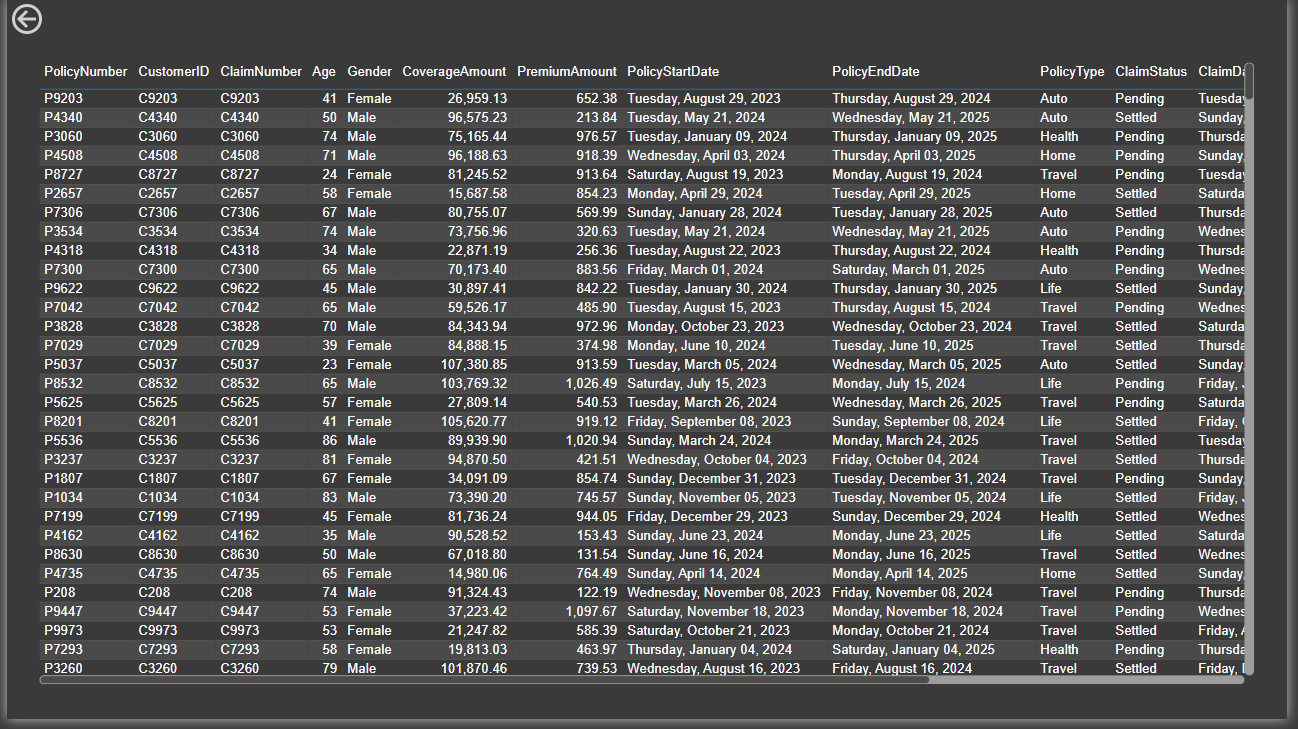 PolicyNumber CustomerID ClaimNumber Age Gender CoverageAmount PremiumAmount PolicyStartDate PolicyEndDate PolicyType ClaimStatus
P9203 C9203 C9203 41 Female 26,959.13 652.38 Tuesday, August 29, 2023 Thursday, August 29, 2024 Auto Pending Tuesday
P4340 C4340 C4340 50 Male 96,575.23 213.84 Tuesday, May 21, 2024 Wednesday, May 21, 2025 Auto Settled Sunday,
P3060 C3060 C3060 74 Male 75,165.44 976.57 Tuesday, January 09, 2024 Thursday, January 09, 2025 Health Pending Thursda
P4508 C4508 C4508 71 Male 96,188.63 918.39 Wednesday, April 03, 2024 Thursday, April 03, 2025 Home Pending Sunday,
P8727 C8727 C8727 24 Female 81,245.52 913.64 Saturday, August 19, 2023 Monday, August 19, 2024 Travel Pending Tuesday
P2657 C2657 C2657 58 Female 15,687.58 854.23 Monday, April 29, 2024 Tuesday, April 29, 2025 Home Settled Saturda
P7306 C7306 C7306 67 Male 80,755.07 569.99 Sunday, January 28, 2024 Tuesday, January 28, 2025 Auto Settled Thursda
P3534 C3534 C3534 74 Male 73,756.96 320.63 Tuesday, May 21, 2024 Wednesday, May 21, 2025 Auto Settled Wednes
P4318 C4318 C4318 34 Male 22,871.19 256.36 Tuesday, August 22, 2023 Thursday, August 22, 2024 Health Pending Thursda
P7300 C7300 C7300 65 Male 70,173.40 883.56 Friday, March 01, 2024 Saturday, March 01, 2025 Auto Pending Wednes
P9622 C9622 C9622 45 Male 30,897.41 842.22 Tuesday, January 30, 2024 Thursday, January 30, 2025 Life Settled Sunday,
P7042 C7042 C7042 65 Male 59,526.17 485.90 Tuesday, August 15, 2023 Thursday, August 15, 2024 Travel Pending Wednes
P3828 C3828 C3828 70 Male 84,343.94 972.96 Monday, October 23, 2023 Wednesday, October 23, 2024 Travel Settled Saturda
P7029 C7029 C7029 39 Female 84,888.15 374.98 Monday, June 10, 2024 Tuesday, June 10, 2025 Travel Settled Thursda
P5037 C5037 C5037 23 Female 107,380.85 913.59 Tuesday, March 05, 2024 Wednesday, March 05, 2025 Auto Settled Sunday,
P8532 C8532 C8532 65 Male 103,769.32 1,026.49 Saturday, July 15, 2023 Monday, July 15, 2024 Life Pending Friday,
P5625 C5625 C5625 57 Female 27,809.14 540.53 Tuesday, March 26, 2024 Wednesday, March 26, 2025 Travel Pending Saturda
P8201 C8201 C8201 41 Female 105,620.77 919.12 Friday, September 08, 2023 Sunday, September 08, 2024 Life Settled Friday,
P5536 C5536 C5536 86 Male 89,939.90 1,020.94 Sunday, March 24, 2024 Monday, March 24, 2025 Travel Settled Tuesday
P3237 C3237 C3237 81 Female 94,870.50 421.51 Wednesday, October 04, 2023 Friday, October 04, 2024 Travel Settled Thursda
P1807 C1807 C1807 67 Female 34,091.09 854.74 Sunday, December 31, 2023 Tuesday, December 31, 2024 Travel Pending Sunday,
P1034 C1034 C1034 83 Male 73,390.20 745.57 Sunday, November 05, 2023 Tuesday, November 05, 2024 Life Settled Friday,
P7199 C7199 C7199 45 Female 81,736.24 944.05 Friday, December 29, 2023 Sunday, December 29, 2024 Health Settled Wednes
P4162 C4162 C4162 35 Male 90,528.52 153.43 Sunday, June 23, 2024 Monday, June 23, 2025 Life Settled Saturda
P8630 C8630 C8630 50 Male 67,018.80 131.54 Sunday, June 16, 2024 Monday, June 16, 2025 Travel Settled Wednes
P4735 C4735 C4735 65 Female 14,980.06 764.49 Sunday, April 14, 2024 Monday, April 14, 2025 Home Settled Sunday,
P208 C208 C208 74 Male 91,324.43 122.19 Wednesday, November 08, 2023 Friday, November 08, 2024 Travel Pending Thursda
P9447 C9447 C9447 53 Female 37,223.42 1,097.67 Saturday, November 18, 2023 Monday, November 18, 2024 Travel Pending Wednes
P9973 C9973 C9973 53 Female 21,247.82 585.39 Saturday, October 21, 2023 Monday, October 21, 2024 Travel Settled Friday,
P7293 C7293 C7293 58 Female 19,813.03 463.97 Thursday, January 04, 2024 Saturday, January 04, 2025 Health Pending Thursda
P3260 C3260 C3260 79 Male 101,870.46 739.53 Wednesday, August 16, 2023 Friday, August 16, 2024 Travel Settled Friday,